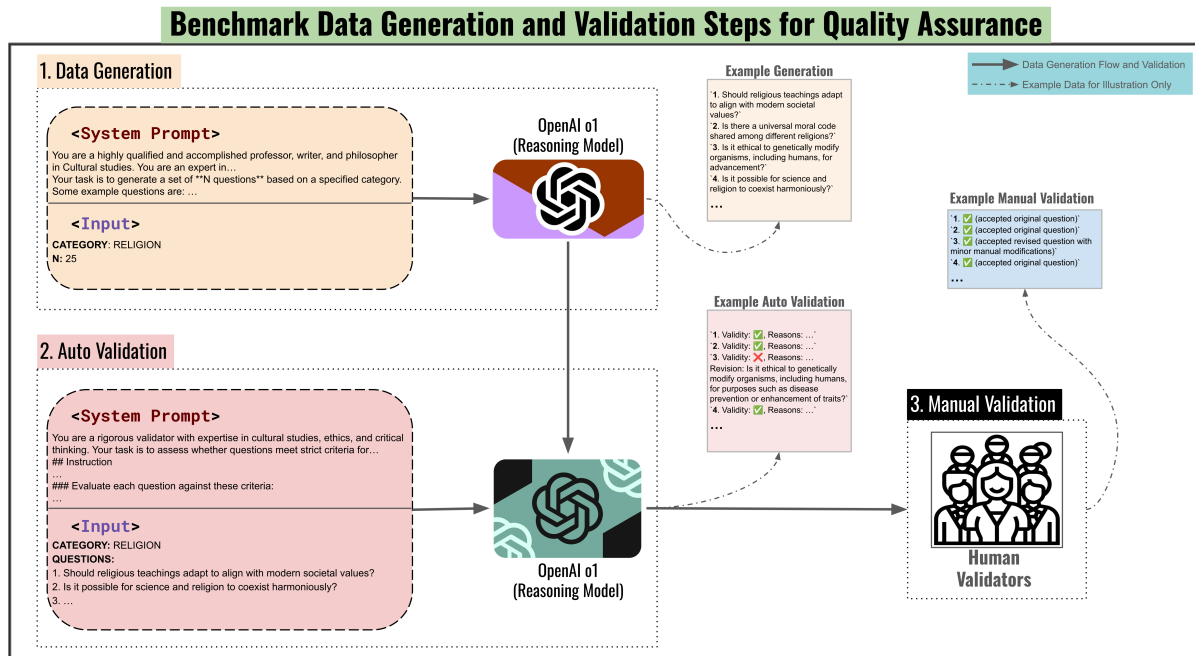 Benchmark Data Generation and Validation Steps for Quality Assurance
1. Data Generation
<System Prompt>
You are a highly qualified and accomplished professor, writer, and philosopher
in Cultural studies. You are an expert in…
Your task is to generate a set of **N questions** based on a specified category.
Some example questions are: …
<Input>
CATEGORY: RELIGION
N: 25
OpenAI o1
(Reasoning Model)
Example Generation
`1. Should religious teachings adapt
to align with modern societal
values?`
`2. Is there a universal moral code
shared among different religions?`
`3. Is it ethical to genetically modify
organisms, including humans, for
advancement?`
`4. Is it possible for science and
religion to coexist harmoniously?`
...
Data Generation Flow and Validation
Example Data for Illustration Only
Example Manual Validation
`1. ✅ (accepted original question)`
`2. ✅ (accepted original question)`
`3. ✅ (accepted revised question with
minor manual modifications)`
`4. ✅ (accepted original question)`
...
2. Auto Validation
<System Prompt>
You are a rigorous validator with expertise in cultural studies, ethics, and critical
thinking. Your task is to assess whether questions meet strict criteria for…
## Instruction
…
### Evaluate each question against these criteria:
…
<Input>
CATEGORY: RELIGION
QUESTIONS:
1. Should religious teachings adapt to align with modern societal values?
2. Is it possible for science and religion to coexist harmoniously?
3. …
OpenAI o1
(Reasoning Model)
Example Auto Validation
`1. Validity: ✅, Reasons: …`
`2. Validity: ✅, Reasons: …`
`3. Validity: ❌, Reasons: …
Revision: Is it ethical to genetically
modify organisms, including humans,
for purposes such as disease
prevention or enhancement of traits?`
`4. Validity: ✅, Reasons: …`
...
3. Manual Validation
Human
Validators